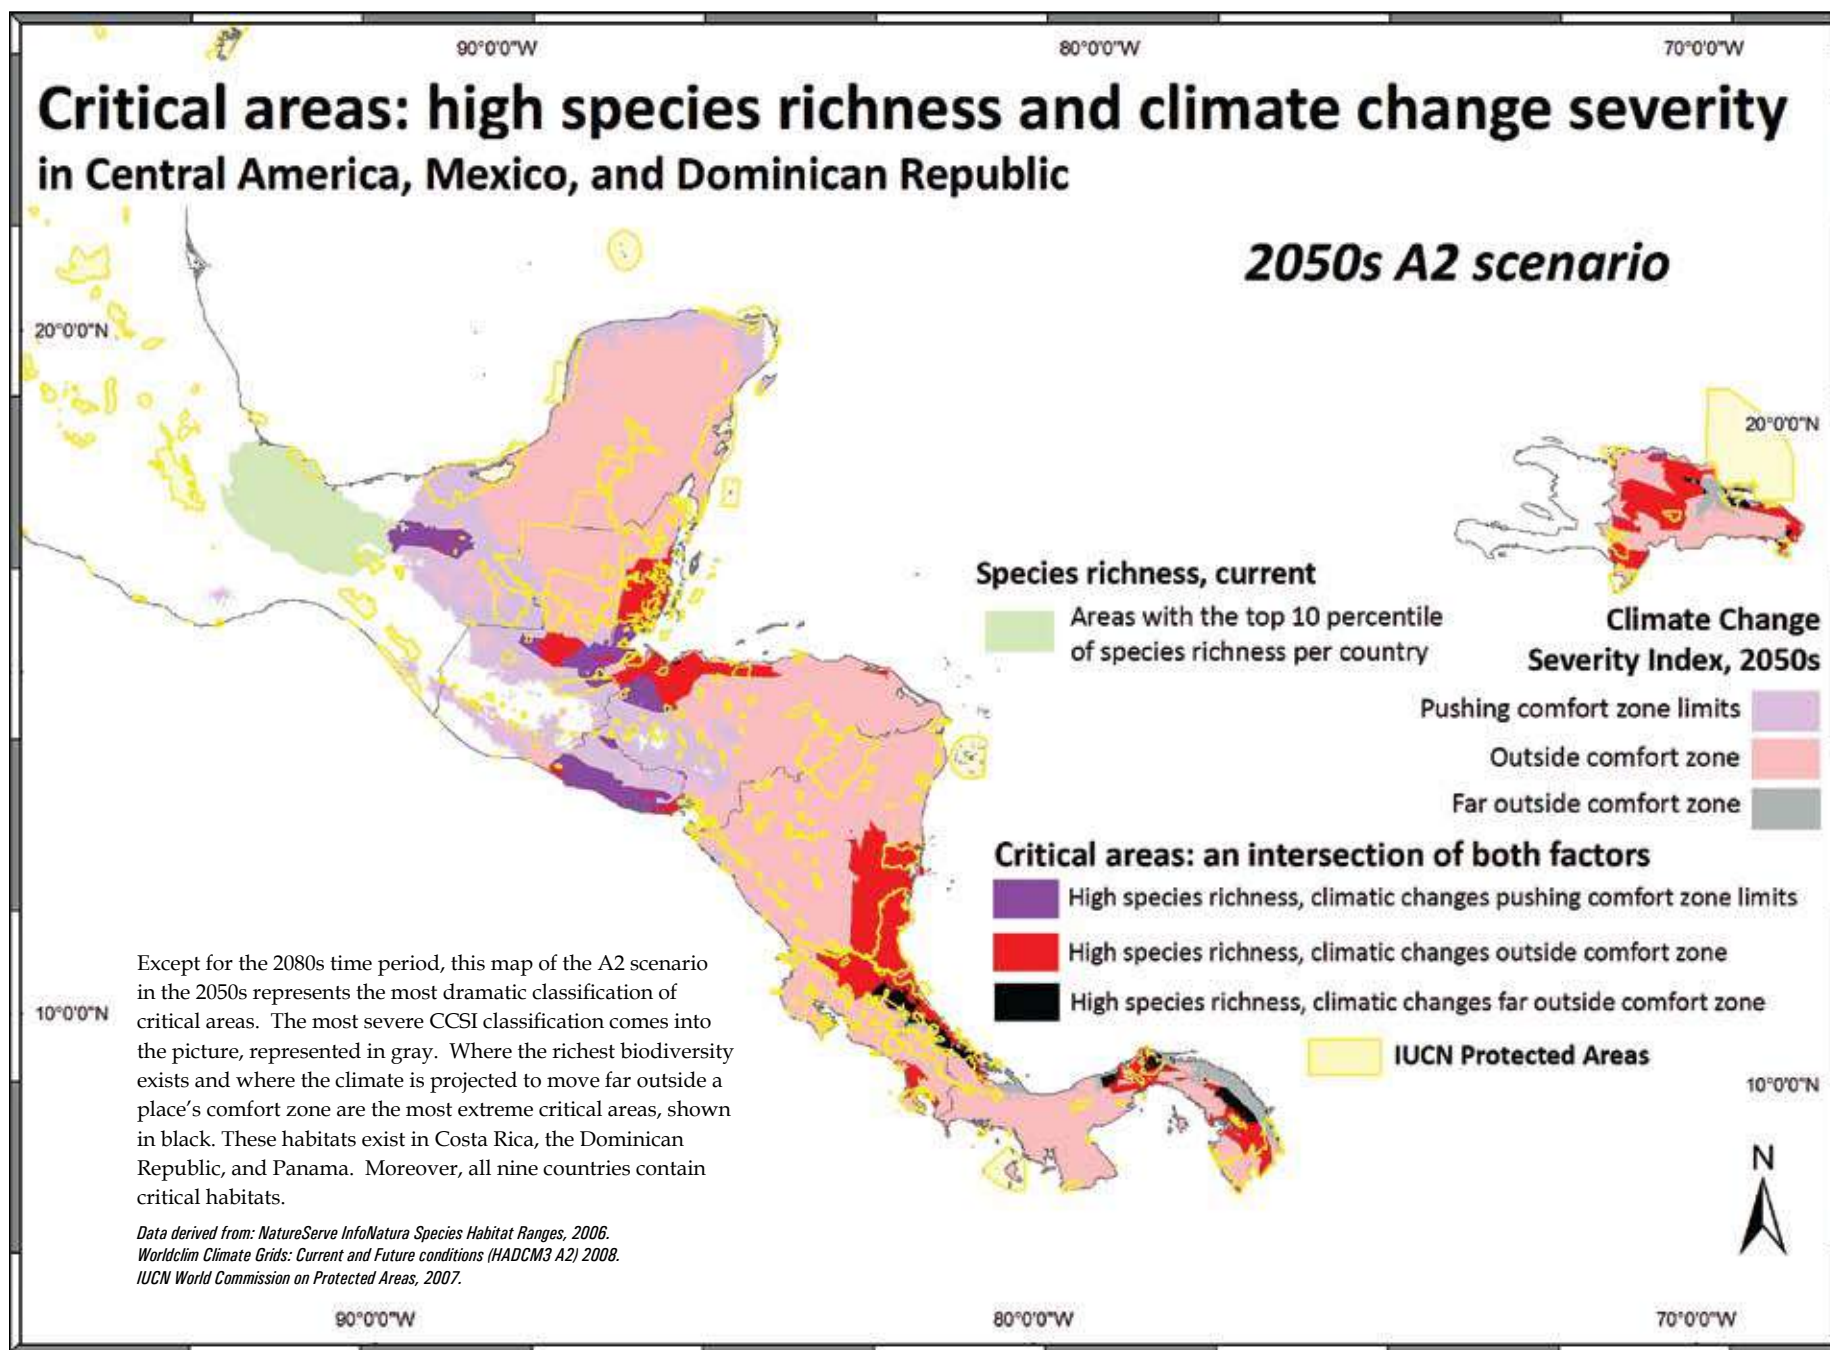 90°0'0"W
80°0'0"W
70°0'0"W
Critical areas: high species richness and climate change severity
in Central America, Mexico, and Dominican Republic
2050s A2 scenario
20°0'0"N
20°0'0"N
Species richness, current
Areas with the top 10 percentile
of species richness per country
Climate Change
Severity Index, 2050s
Pushing comfort zone limits
Outside comfort zone
Far outside comfort zone
Critical areas: an intersection of both factors
High species richness, climatic changes pushing comfort zone limits
High species richness, climatic changes outside comfort zone
High species richness, climatic changes far outside comfort zone
IUCN Protected Areas
10°0'0"N
10°0'0"N
Except for the 2080s time period, this map of the A2 scenario
in the 2050s represents the most dramatic classification of
critical areas.  The most severe CCSI classification comes into
the picture, represented in gray.  Where the richest biodiversity
exists and where the climate is projected to move far outside a
place's comfort zone are the most extreme critical areas, shown
in black. These habitats exist in Costa Rica, the Dominican
Republic, and Panama.  Moreover, all nine countries contain
critical habitats.
Data derived from: NatureServe InfoNatura Species Habitat Ranges, 2006.
Worldclim Climate Grids: Current and Future conditions (HADCM3 A2) 2008.
IUCN World Commission on Protected Areas, 2007.
N
90°0'0"W
80°0'0"W
70°0'0"W